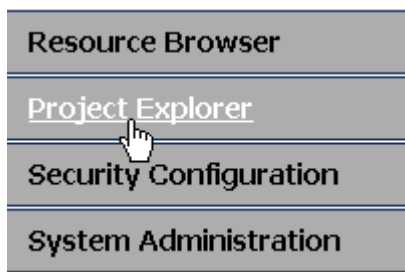 Resource Browser
Project Explorer
Security Configuration
System Administration